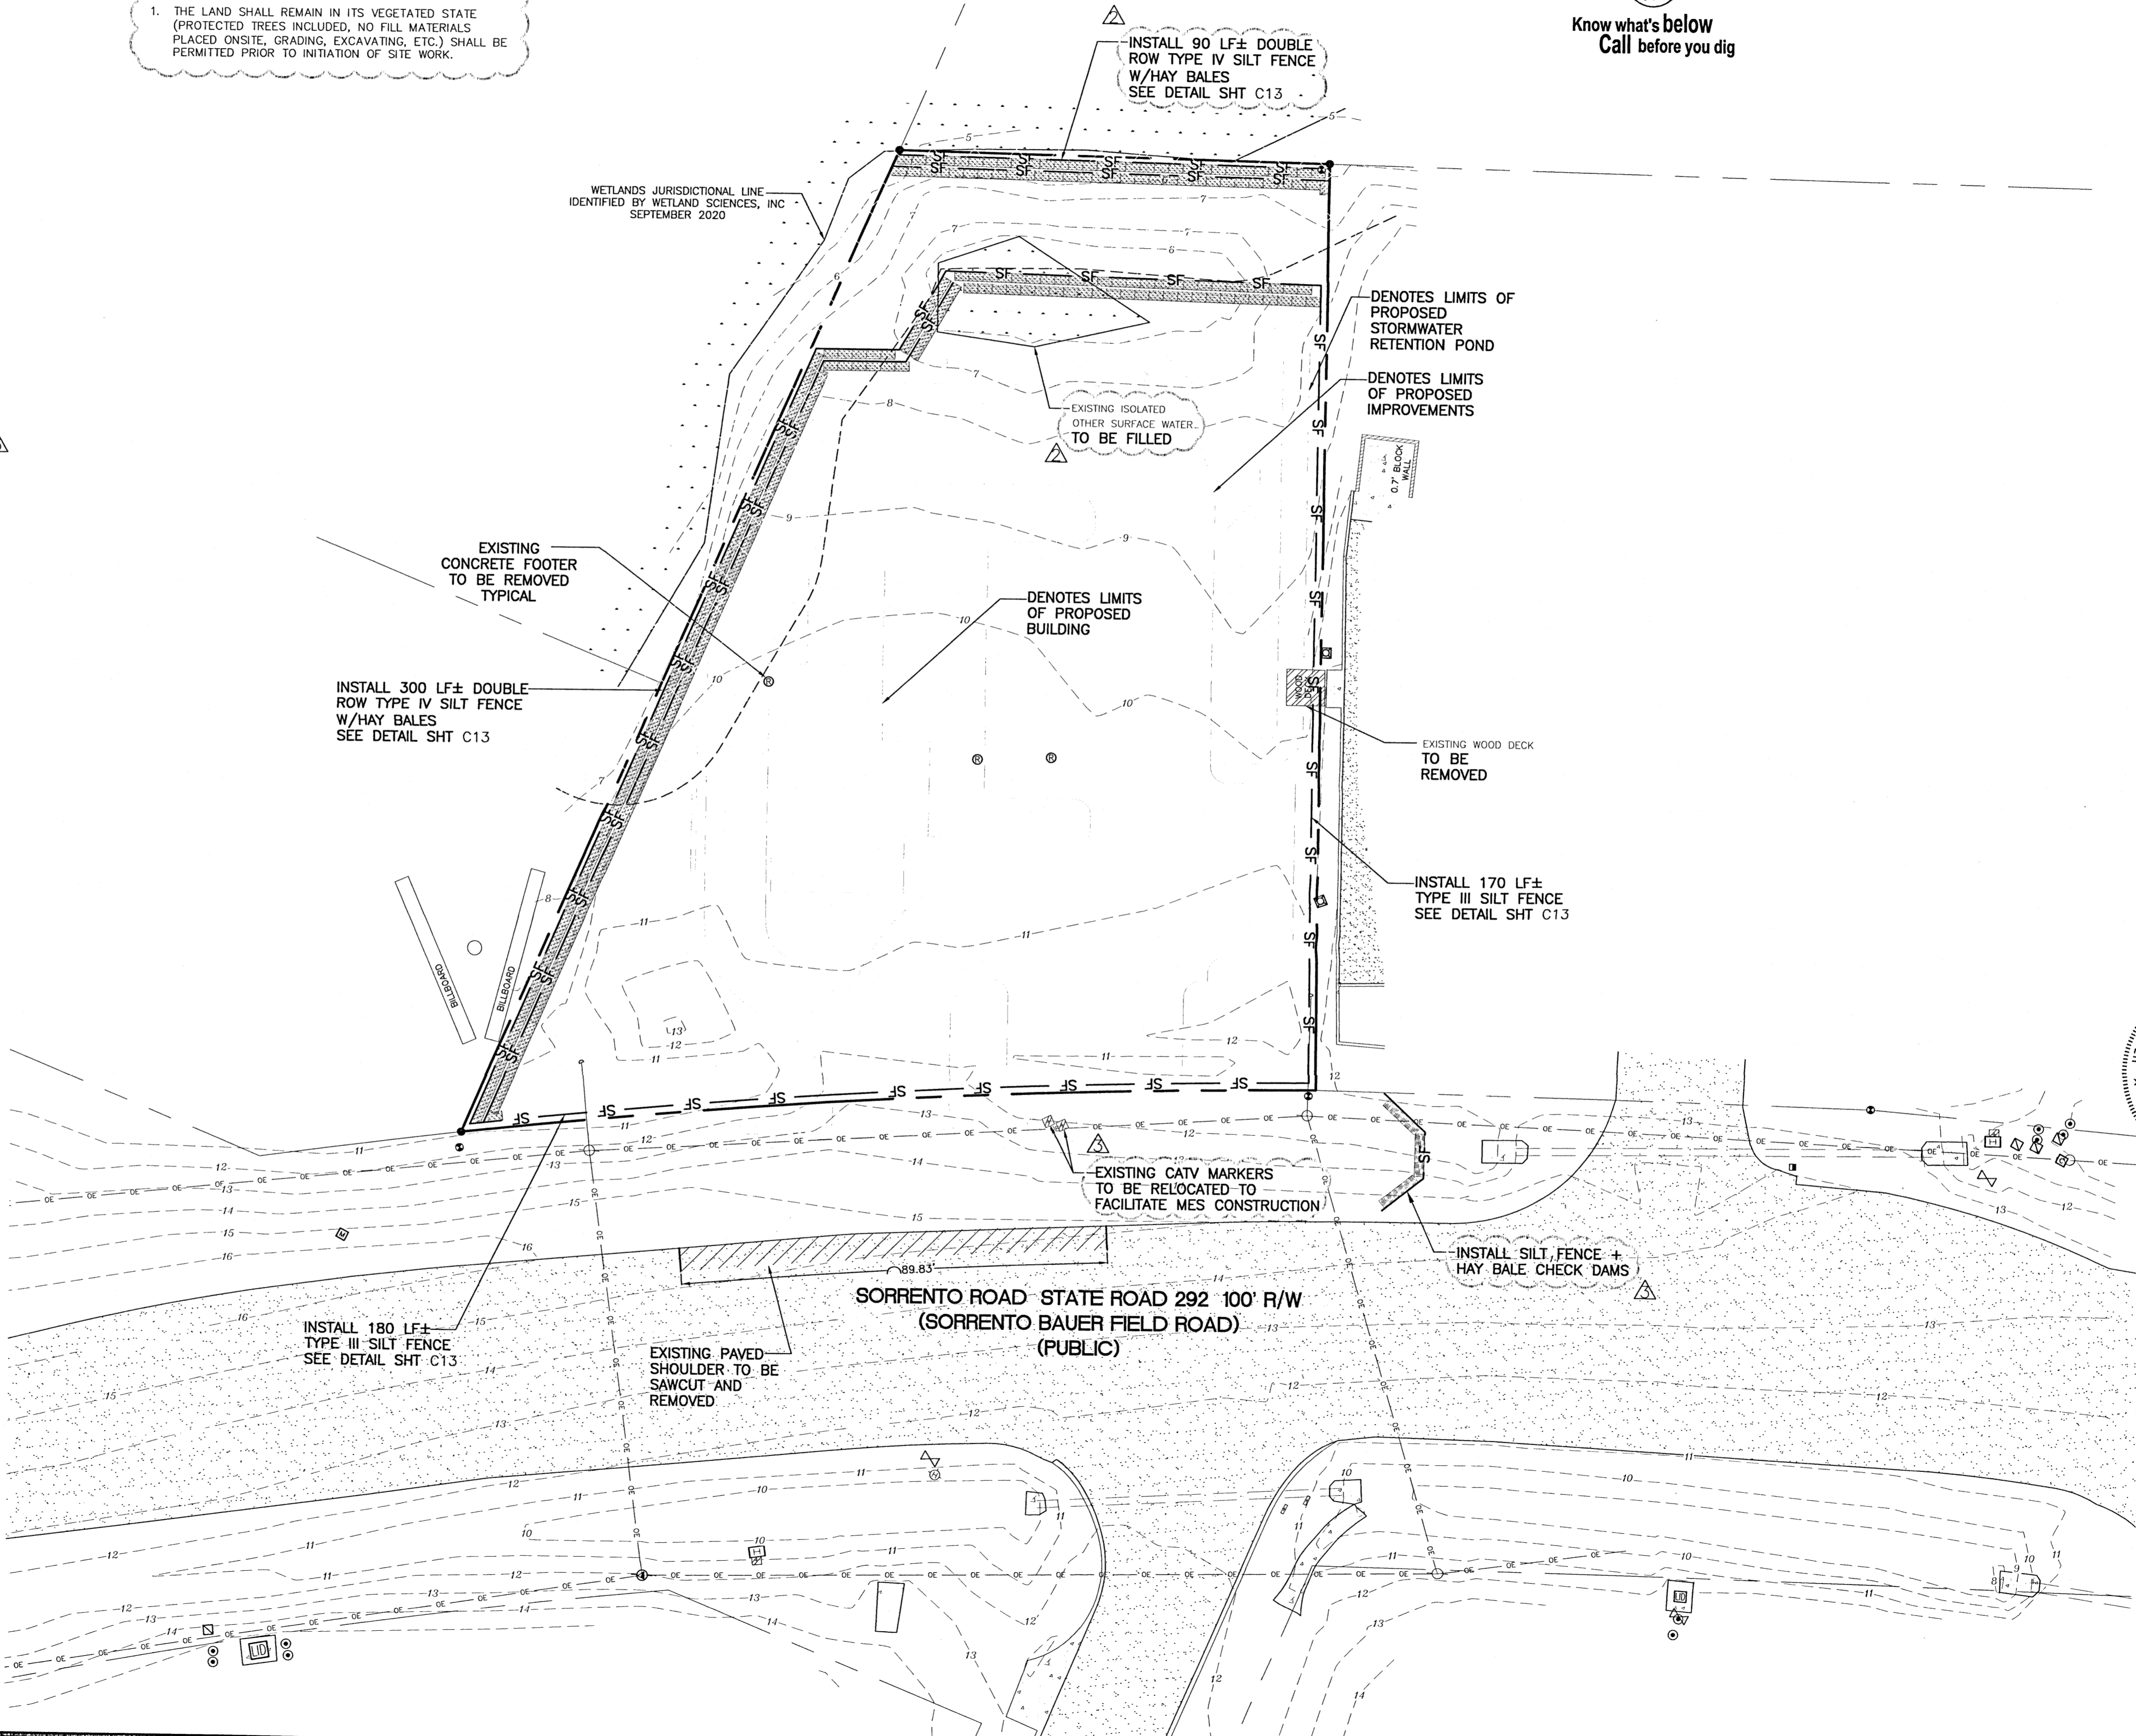 1. THE LAND SHALL REMAIN IN ITS VEGETATED STATE
(PROTECTED TREES INCLUDED, NO FILL MATERIALS
PLACED ONSITE, GRADING, EXCAVATING, ETC.) SHALL BE
PERMITTED PRIOR TO INITIATION OF SITE WORK.
Know what's below
Call before you dig
2
INSTALL 90 LF± DOUBLE
ROW TYPE IV SILT FENCE
W/HAY BALES
SEE DETAIL SHT C13
WETLANDS JURISDICTIONAL LINE
IDENTIFIED BY WETLAND SCIENCES, INC
SEPTEMBER 2020
DENOTES LIMITS OF
PROPOSED
STORMWATER
RETENTION POND
DENOTES LIMITS
OF PROPOSED
IMPROVEMENTS
EXISTING ISOLATED
OTHER SURFACE WATER
TO BE FILLED
2
0.7' BLOCK
WALL
EXISTING
CONCRETE FOOTER
TO BE REMOVED
TYPICAL
DENOTES LIMITS
OF PROPOSED
BUILDING
INSTALL 300 LF± DOUBLE
ROW TYPE IV SILT FENCE
W/HAY BALES
SEE DETAIL SHT C13
WOOD
DECK
EXISTING WOOD DECK
TO BE
REMOVED
INSTALL 170 LF±
TYPE III SILT FENCE
SEE DETAIL SHT C13
BILLBOARD
BILLBOARD
3
EXISTING CATV MARKERS
TO BE RELOCATED TO
FACILITATE MES CONSTRUCTION
INSTALL SILT FENCE +
HAY BALE CHECK DAMS
3
89.83'
SORRENTO ROAD STATE ROAD 292 100' R/W
(SORRENTO BAUER FIELD ROAD)
(PUBLIC)
INSTALL 180 LF±
TYPE III SILT FENCE
SEE DETAIL SHT C13
EXISTING PAVED
SHOULDER TO BE
SAWCUT AND
REMOVED
LID
LID